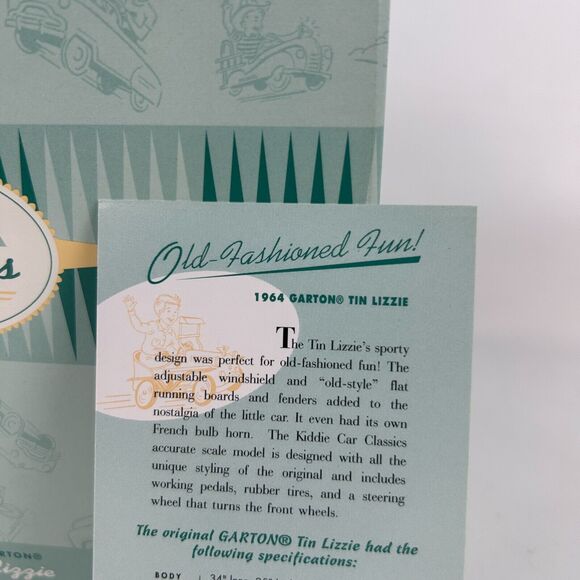 s
Old-Fashioned Fun!
1964 GARTON® TIN LIZZIE
The Tin Lizzie's sporty
design was perfect for old-fashioned fun! The
adjustable windshield and “old-style” flat
running boards and fenders added to the
nostalgia of the little car. It even had its own
French bulb horn. The Kiddie Car Classics
accurate scale model is designed with all the
unique styling of the original and includes
working pedals, rubber tires, and a steering
wheel that turns the front wheels.
The original GARTON® Tin Lizzie had the
following specifications:
BODY 34"
RTON®
izzie